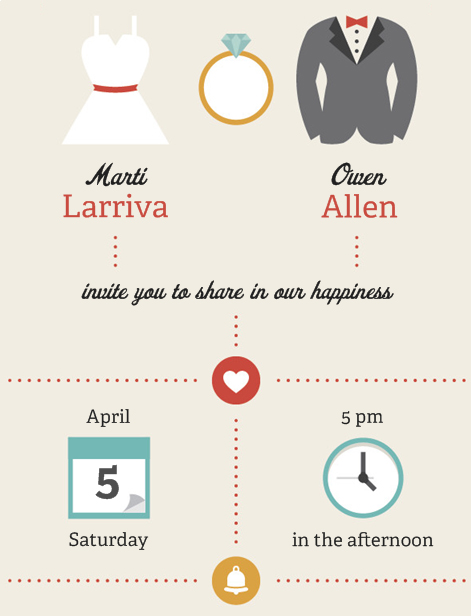 Marti
Larriva
Owen
Allen
invite you to share in our happiness
April
5
Saturday
5 pm
in the afternoon